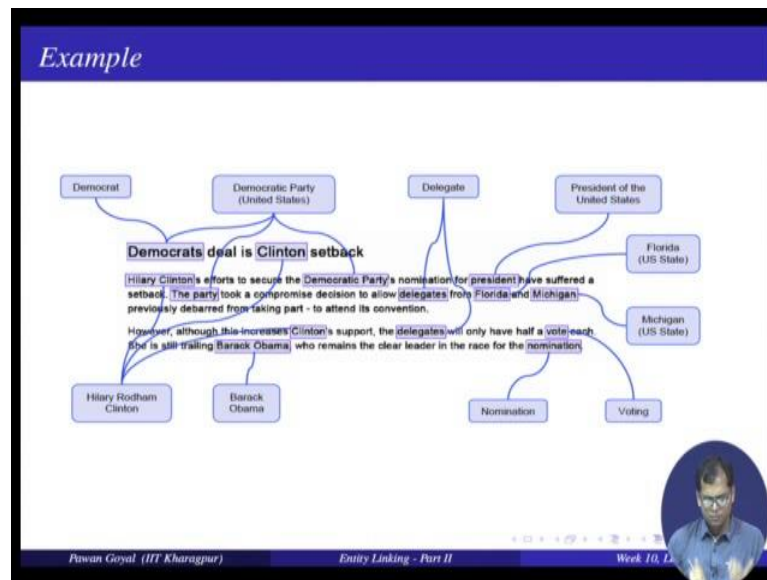 Example
Democrat
Democratic Party
(United States)
Delegate
President of the
United States
Democrats deal is Clinton setback
Florida
(US State)
Hilary Clinton's efforts to secure the Democratic Party's nomination for president have suffered a
setback. The party took a compromise decision to allow delegates from Florida and Michigan
previously debarred from taking part - to attend its convention.
Michigan
(US State)
However, although this increases Clinton's support, the delegates will only have half a vote each.
She is still trailing Barack Obama, who remains the clear leader in the race for the nomination.
Hilary Rodham
Clinton
Barack
Obama
Nomination
Voting
Pawan Goyal (IIT Kharagpur)
Entity Linking - Part II
Week 10,